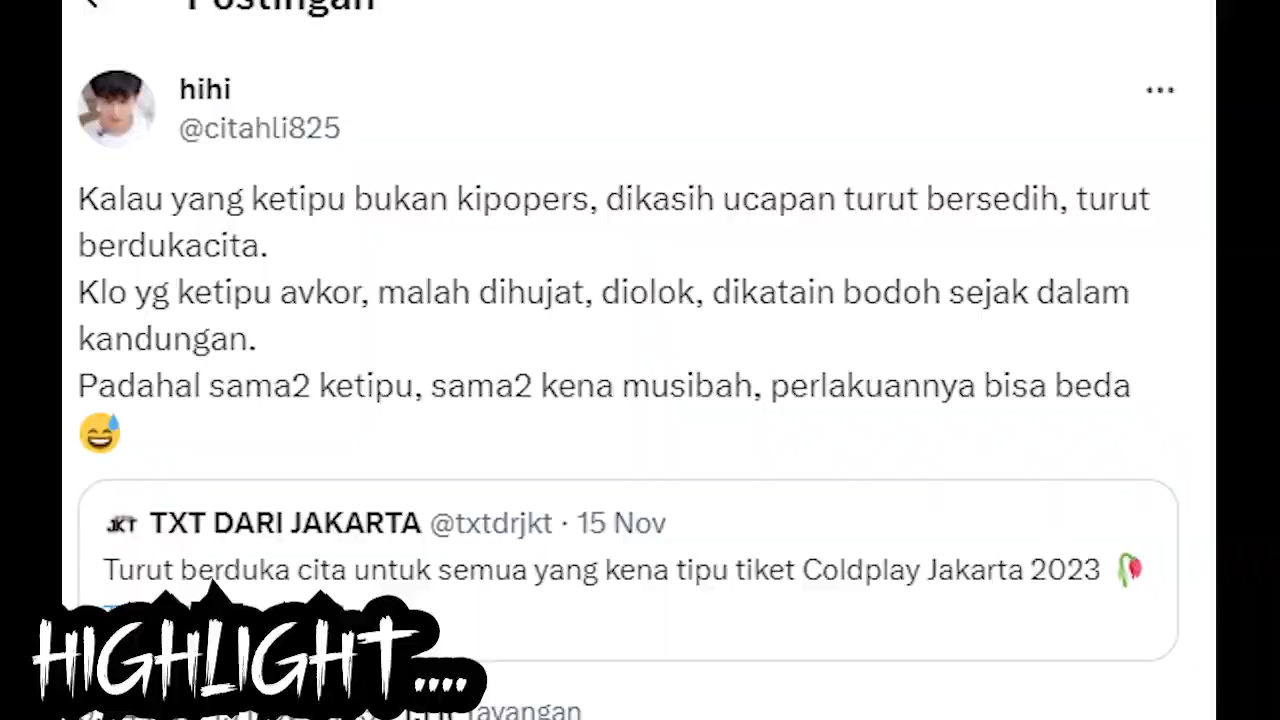 Postingan
hihi
@citahli825
Kalau yang ketipu bukan kipopers, dikasih ucapan turut bersedih, turut
berdukacita.
Klo yg ketipu avkor, malah dihujat, diolok, dikatain bodoh sejak dalam
kandungan.
Padahal sama2 ketipu, sama2 kena musibah, perlakuannya bisa beda
😅
JKT TXT DARI JAKARTA @txtdrjkt · 15 Nov
Turut berduka cita untuk semua yang kena tipu tiket Coldplay Jakarta 2023 🥀
HIGHLIGHT....
tayangan